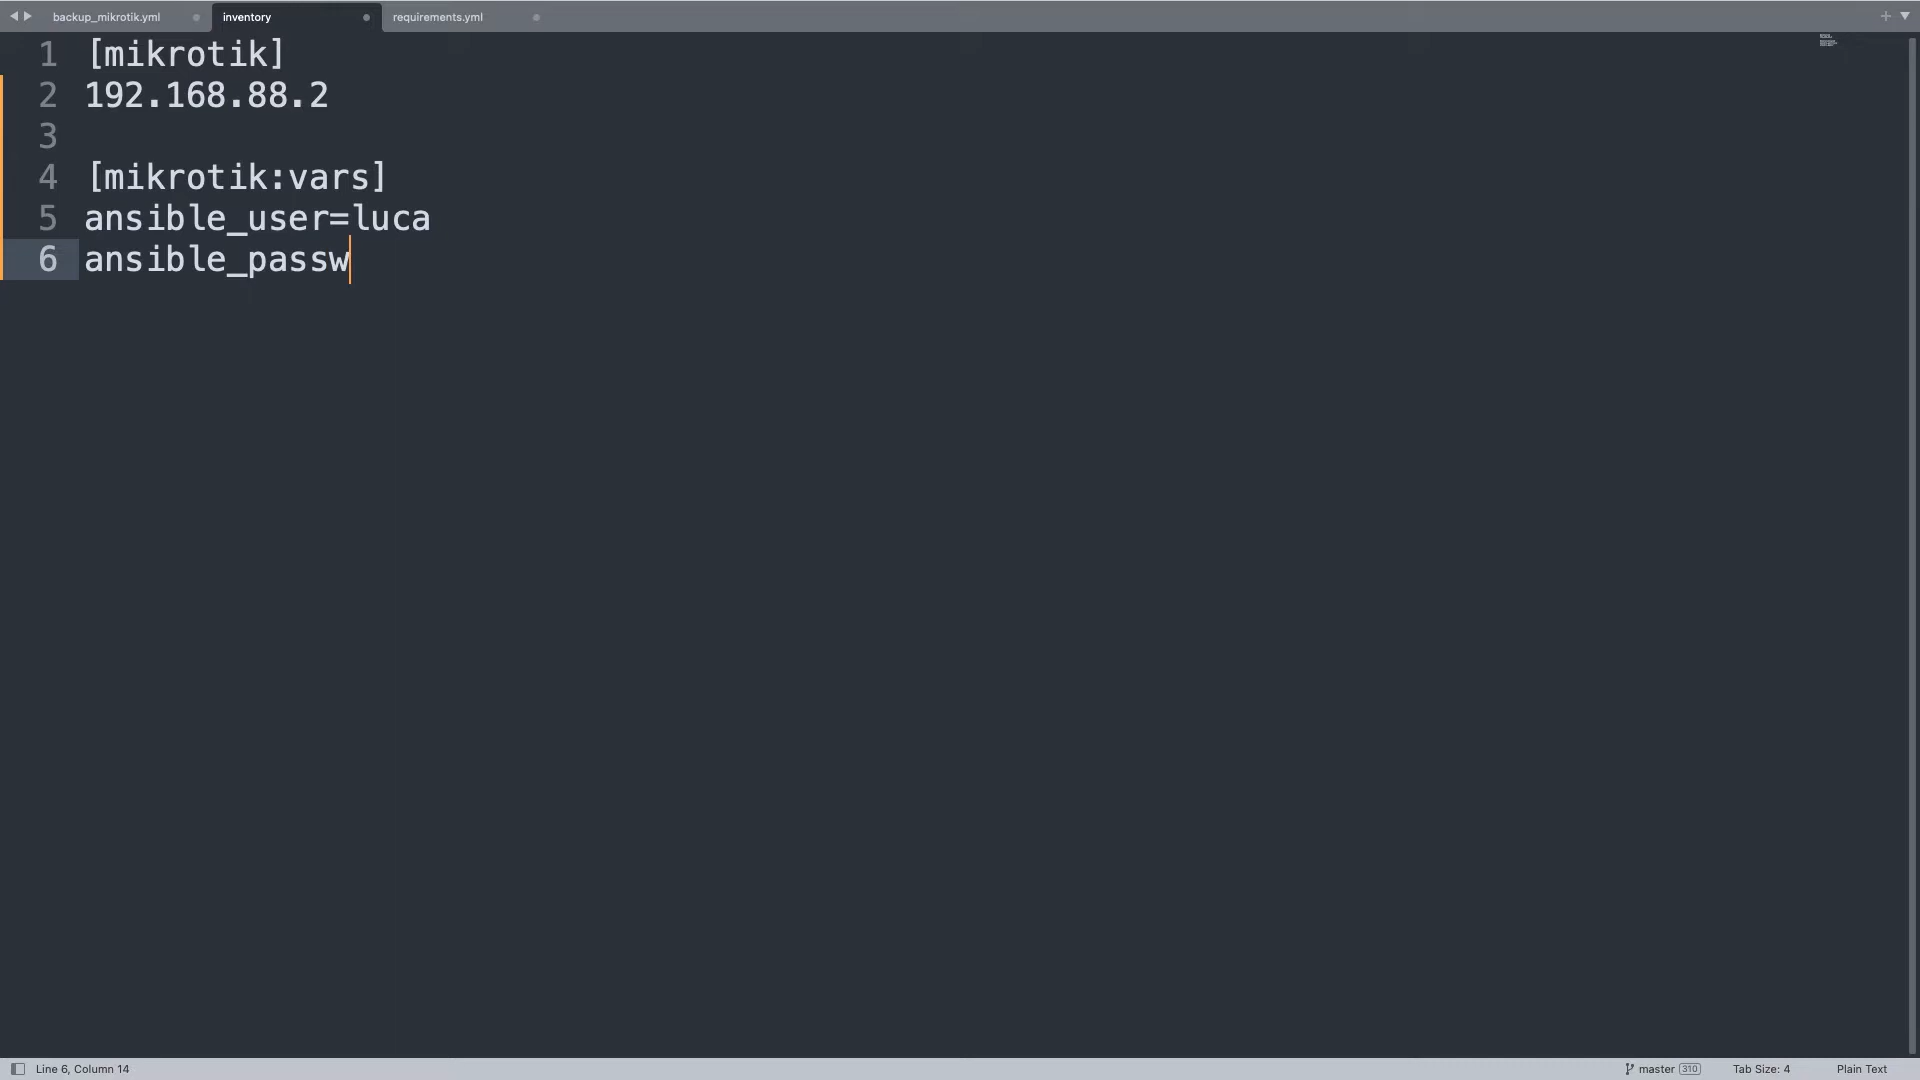 backup_mikrotik.yml
inventory
requirements.yml
1 [mikrotik]
2 192.168.88.2
3
4 [mikrotik:vars]
5 ansible_user=luca
6 ansible_passw
Line 6, Column 14
master 310
Tab Size: 4
Plain Text